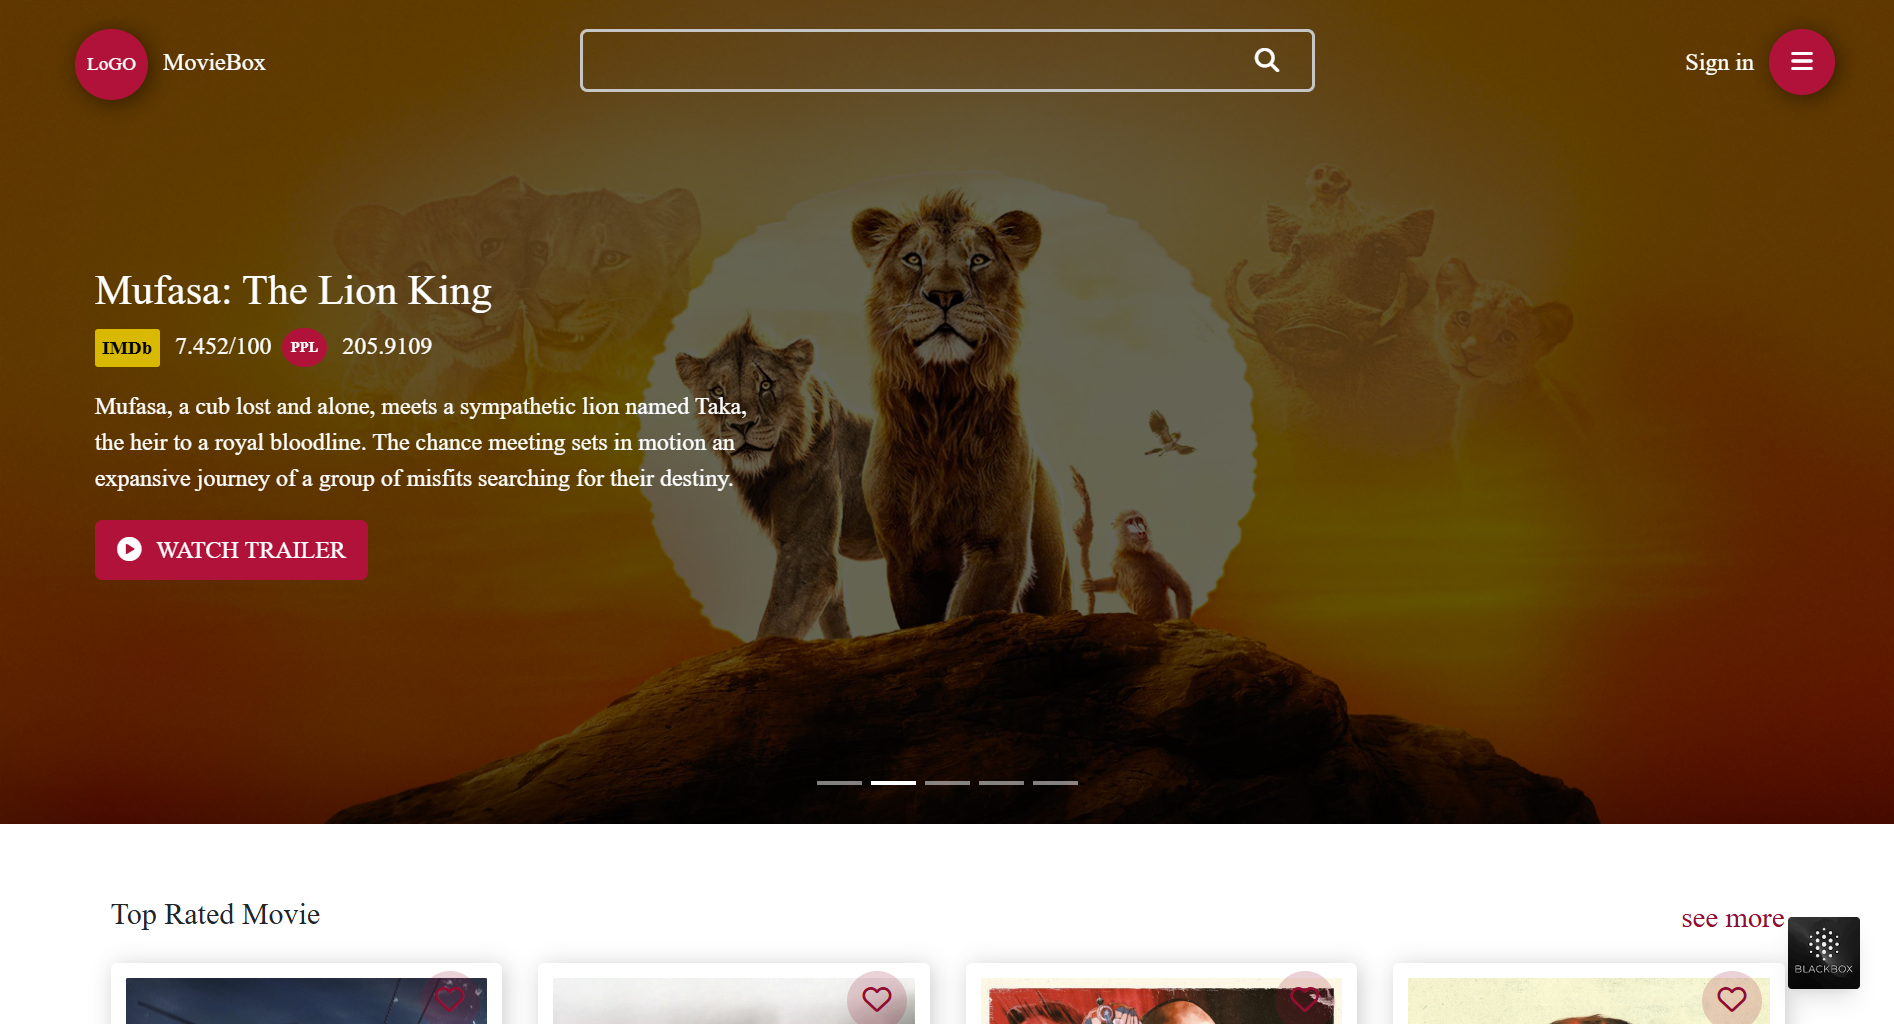 LoGO
MovieBox
Sign in
Mufasa: The Lion King
IMDb 7.452/100 PPL 205.9109
Mufasa, a cub lost and alone, meets a sympathetic lion named Taka,
the heir to a royal bloodline. The chance meeting sets in motion an
expansive journey of a group of misfits searching for their destiny.
WATCH TRAILER
Top Rated Movie
see more
BLACKBOX